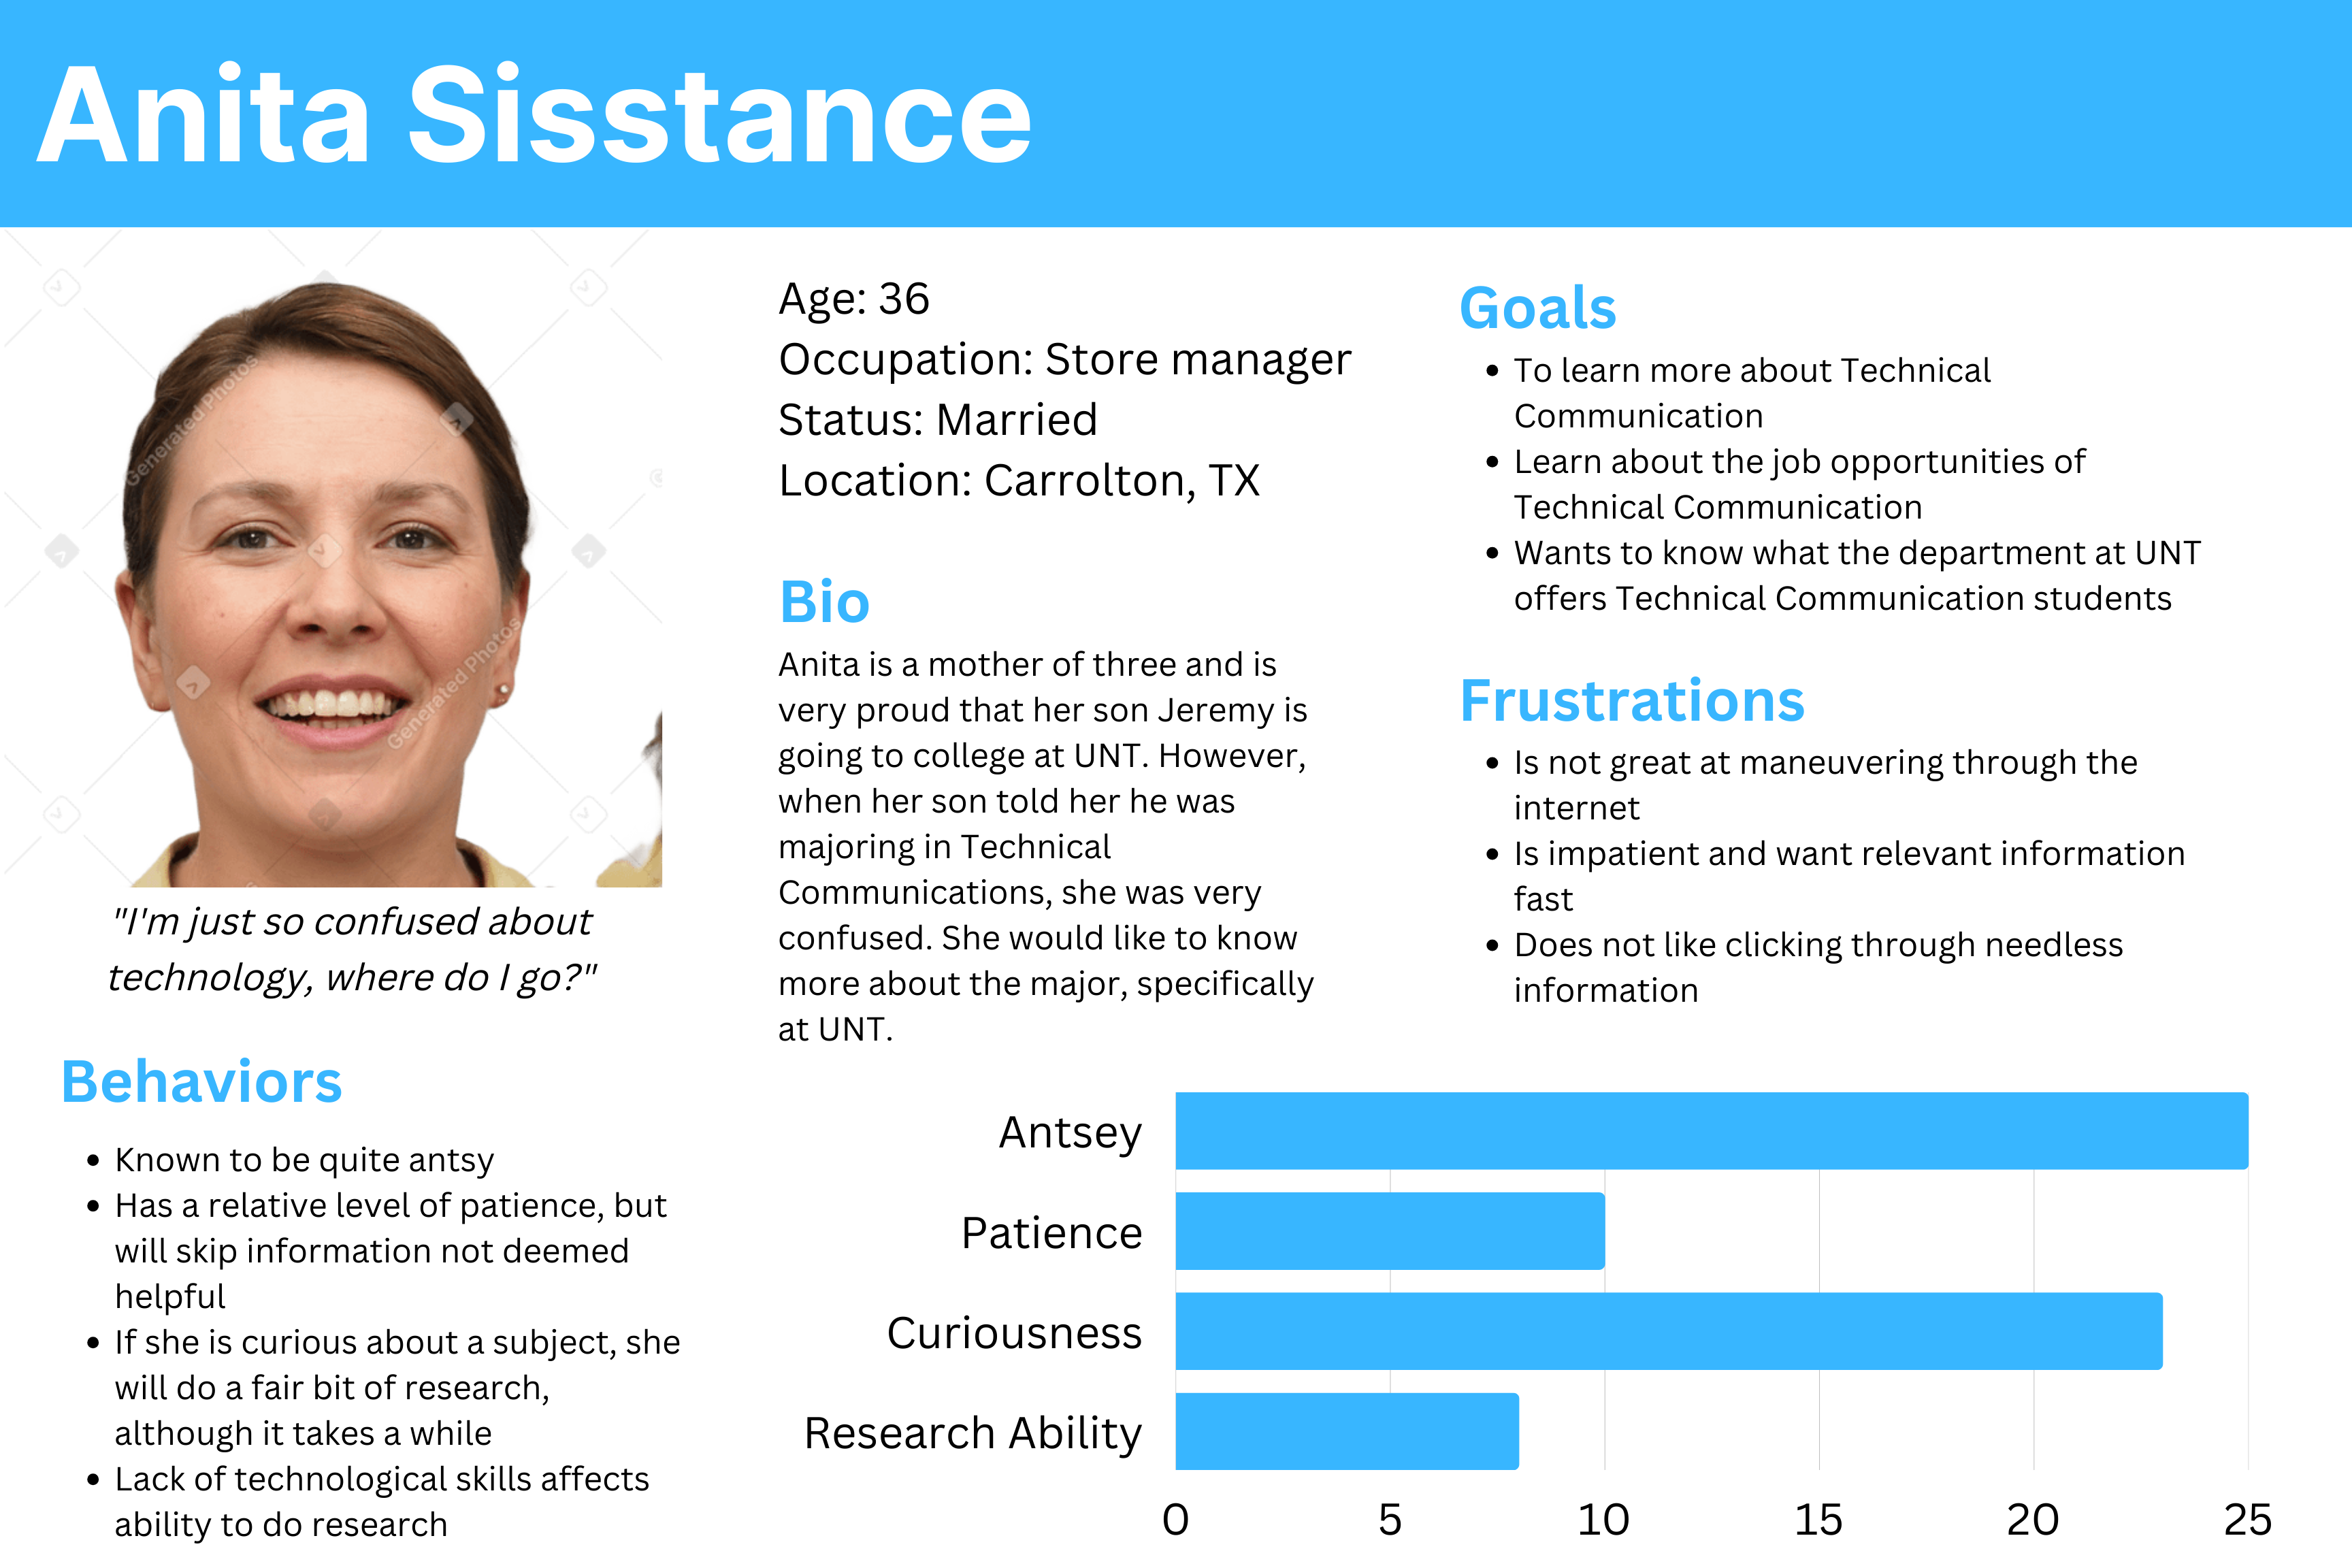 Anita Sisstance
Generated Photos
Generated Photos
"I'm just so confused about
technology, where do I go?"
Behaviors
• Known to be quite antsy
• Has a relative level of patience, but
will skip information not deemed
helpful
• If she is curious about a subject, she
will do a fair bit of research,
although it takes a while
• Lack of technological skills affects
ability to do research
Age: 36
Occupation: Store manager
Status: Married
Location: Carrolton, TX
Bio
Anita is a mother of three and is
very proud that her son Jeremy is
going to college at UNT. However,
when her son told her he was
majoring in Technical
Communications, she was very
confused. She would like to know
more about the major, specifically
at UNT.
Goals
• To learn more about Technical
Communication
• Learn about the job opportunities of
Technical Communication
• Wants to know what the department at UNT
offers Technical Communication students
Frustrations
• Is not great at maneuvering through the
internet
• Is impatient and want relevant information
fast
• Does not like clicking through needless
information
Antsey
Patience
Curiousness
Research Ability
0 5 10 15 20 25